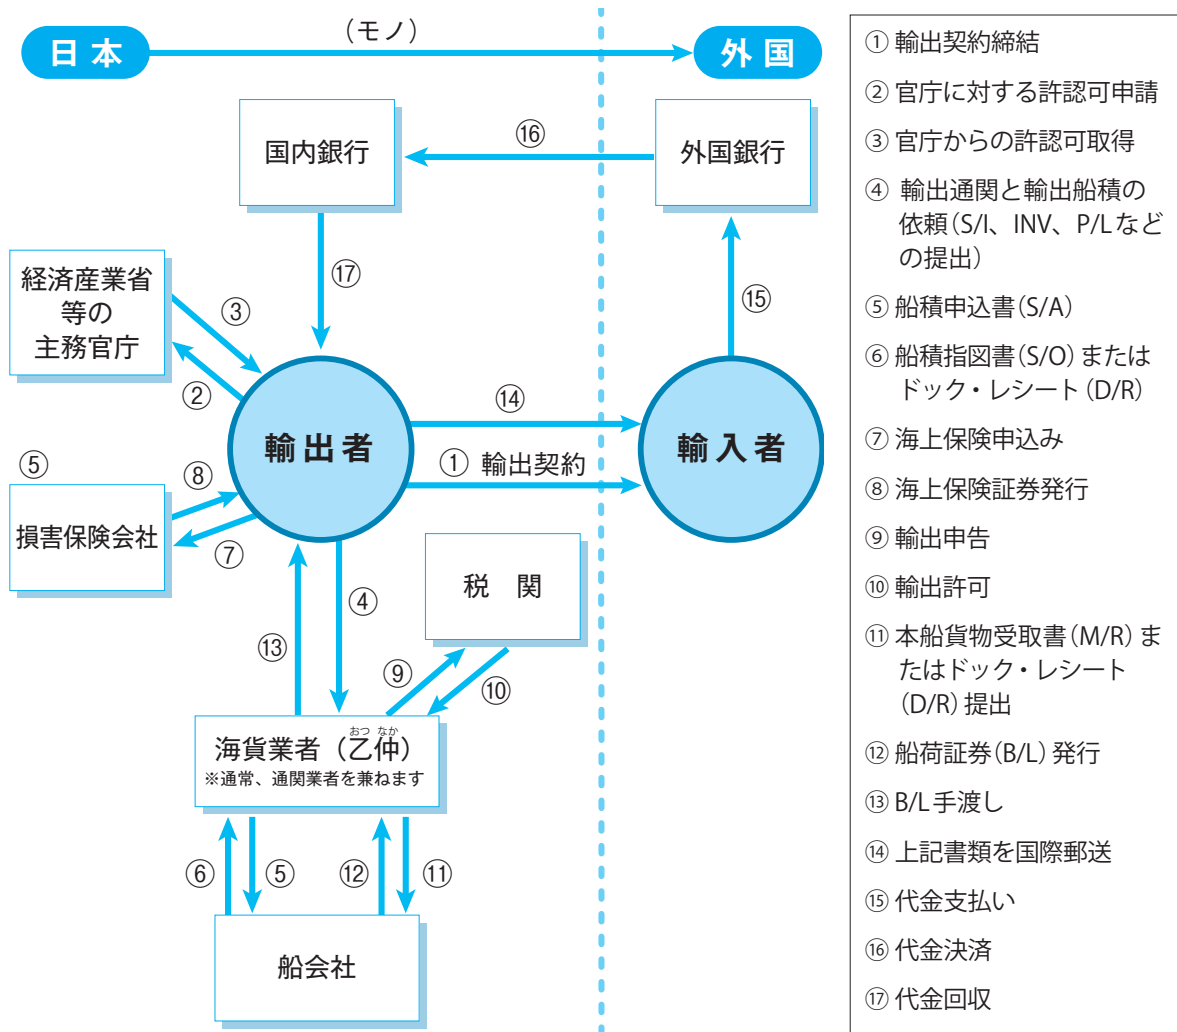 日本
（モノ）
外国
国内銀行
⑯
外国銀行
⑰
⑮
経済産業省
等の
主務官庁
③
②
輸出者
⑭
① 輸出契約
輸入者
⑤
⑧
損害保険会社
⑦
税　関
④
⑬
⑨
⑩
おつ なか
海貨業者（乙仲）
※通常、通関業者を兼ねます
⑥
⑤
⑫
⑪
船会社
① 輸出契約締結
② 官庁に対する許認可申請
③ 官庁からの許認可取得
④ 輸出通関と輸出船積の
依頼（S/I、INV、P/Lなど
の提出）
⑤ 船積申込書（S/A）
⑥ 船積指図書（S/O）または
ドック・レシート（D/R）
⑦ 海上保険申込み
⑧ 海上保険証券発行
⑨ 輸出申告
⑩ 輸出許可
⑪ 本船貨物受取書（M/R）ま
たはドック・レシート
（D/R）提出
⑫ 船荷証券（B/L）発行
⑬ B/L手渡し
⑭ 上記書類を国際郵送
⑮ 代金支払い
⑯ 代金決済
⑰ 代金回収